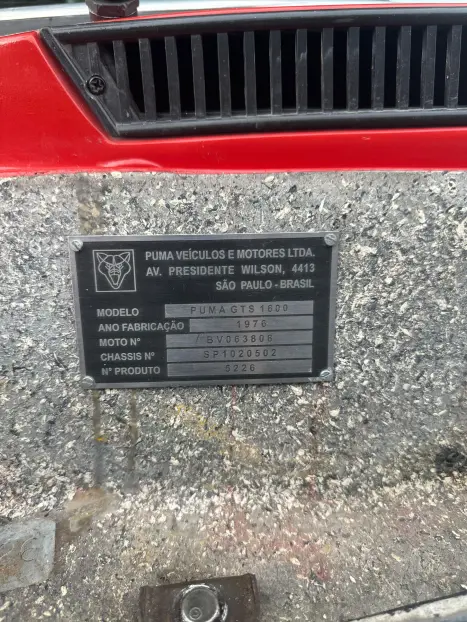 PUMA VEÍCULOS E MOTORES LTDA.
AV. PRESIDENTE WILSON, 4413
SÃO PAULO - BRASIL
MODELO PUMA GTS 1600
ANO FABRICAÇÃO 1976
MOTO Nº BV063808
CHASSIS Nº SP1020502
Nº PRODUTO 5226